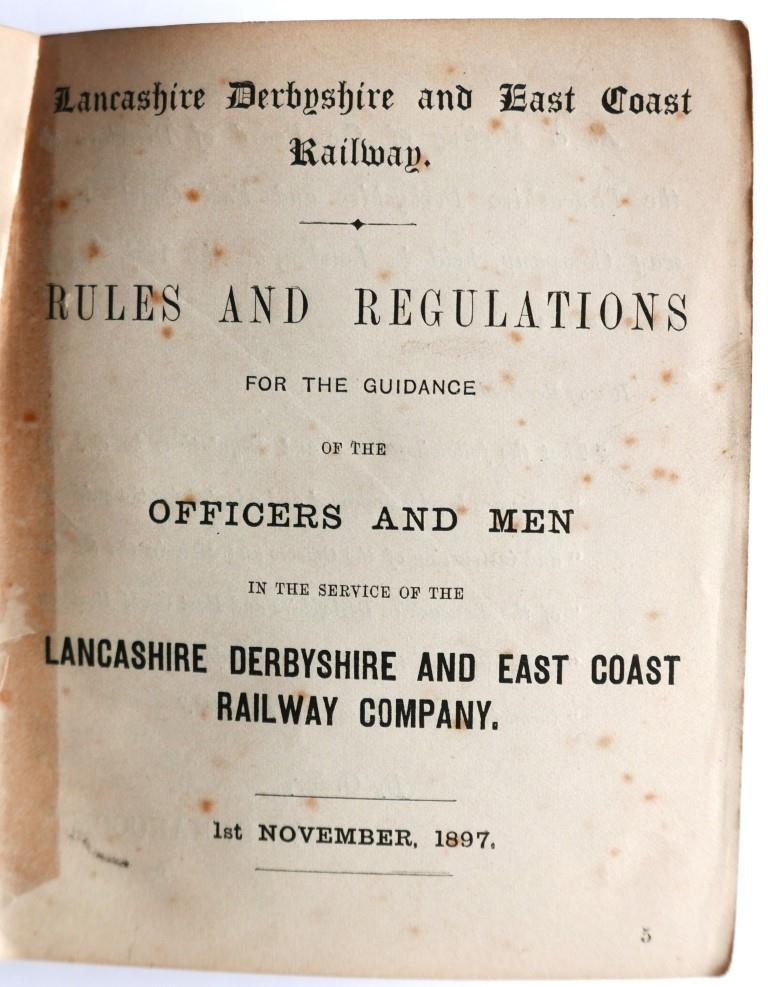 Lancashire Derbyshire and East Coast
Railway.
RULES AND REGULATIONS
FOR THE GUIDANCE
OF THE
OFFICERS AND MEN
IN THE SERVICE OF THE
LANCASHIRE DERBYSHIRE AND EAST COAST
RAILWAY COMPANY.
1st NOVEMBER, 1897.
5